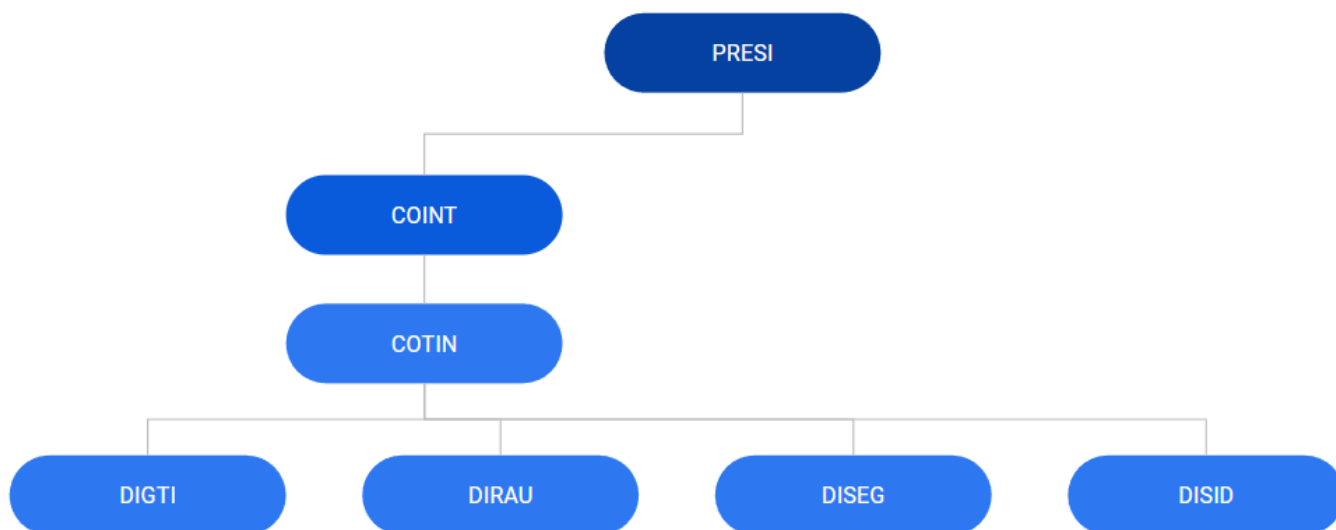 PRESI
COINT
COTIN
DIGTI
DIRAU
DISEG
DISID